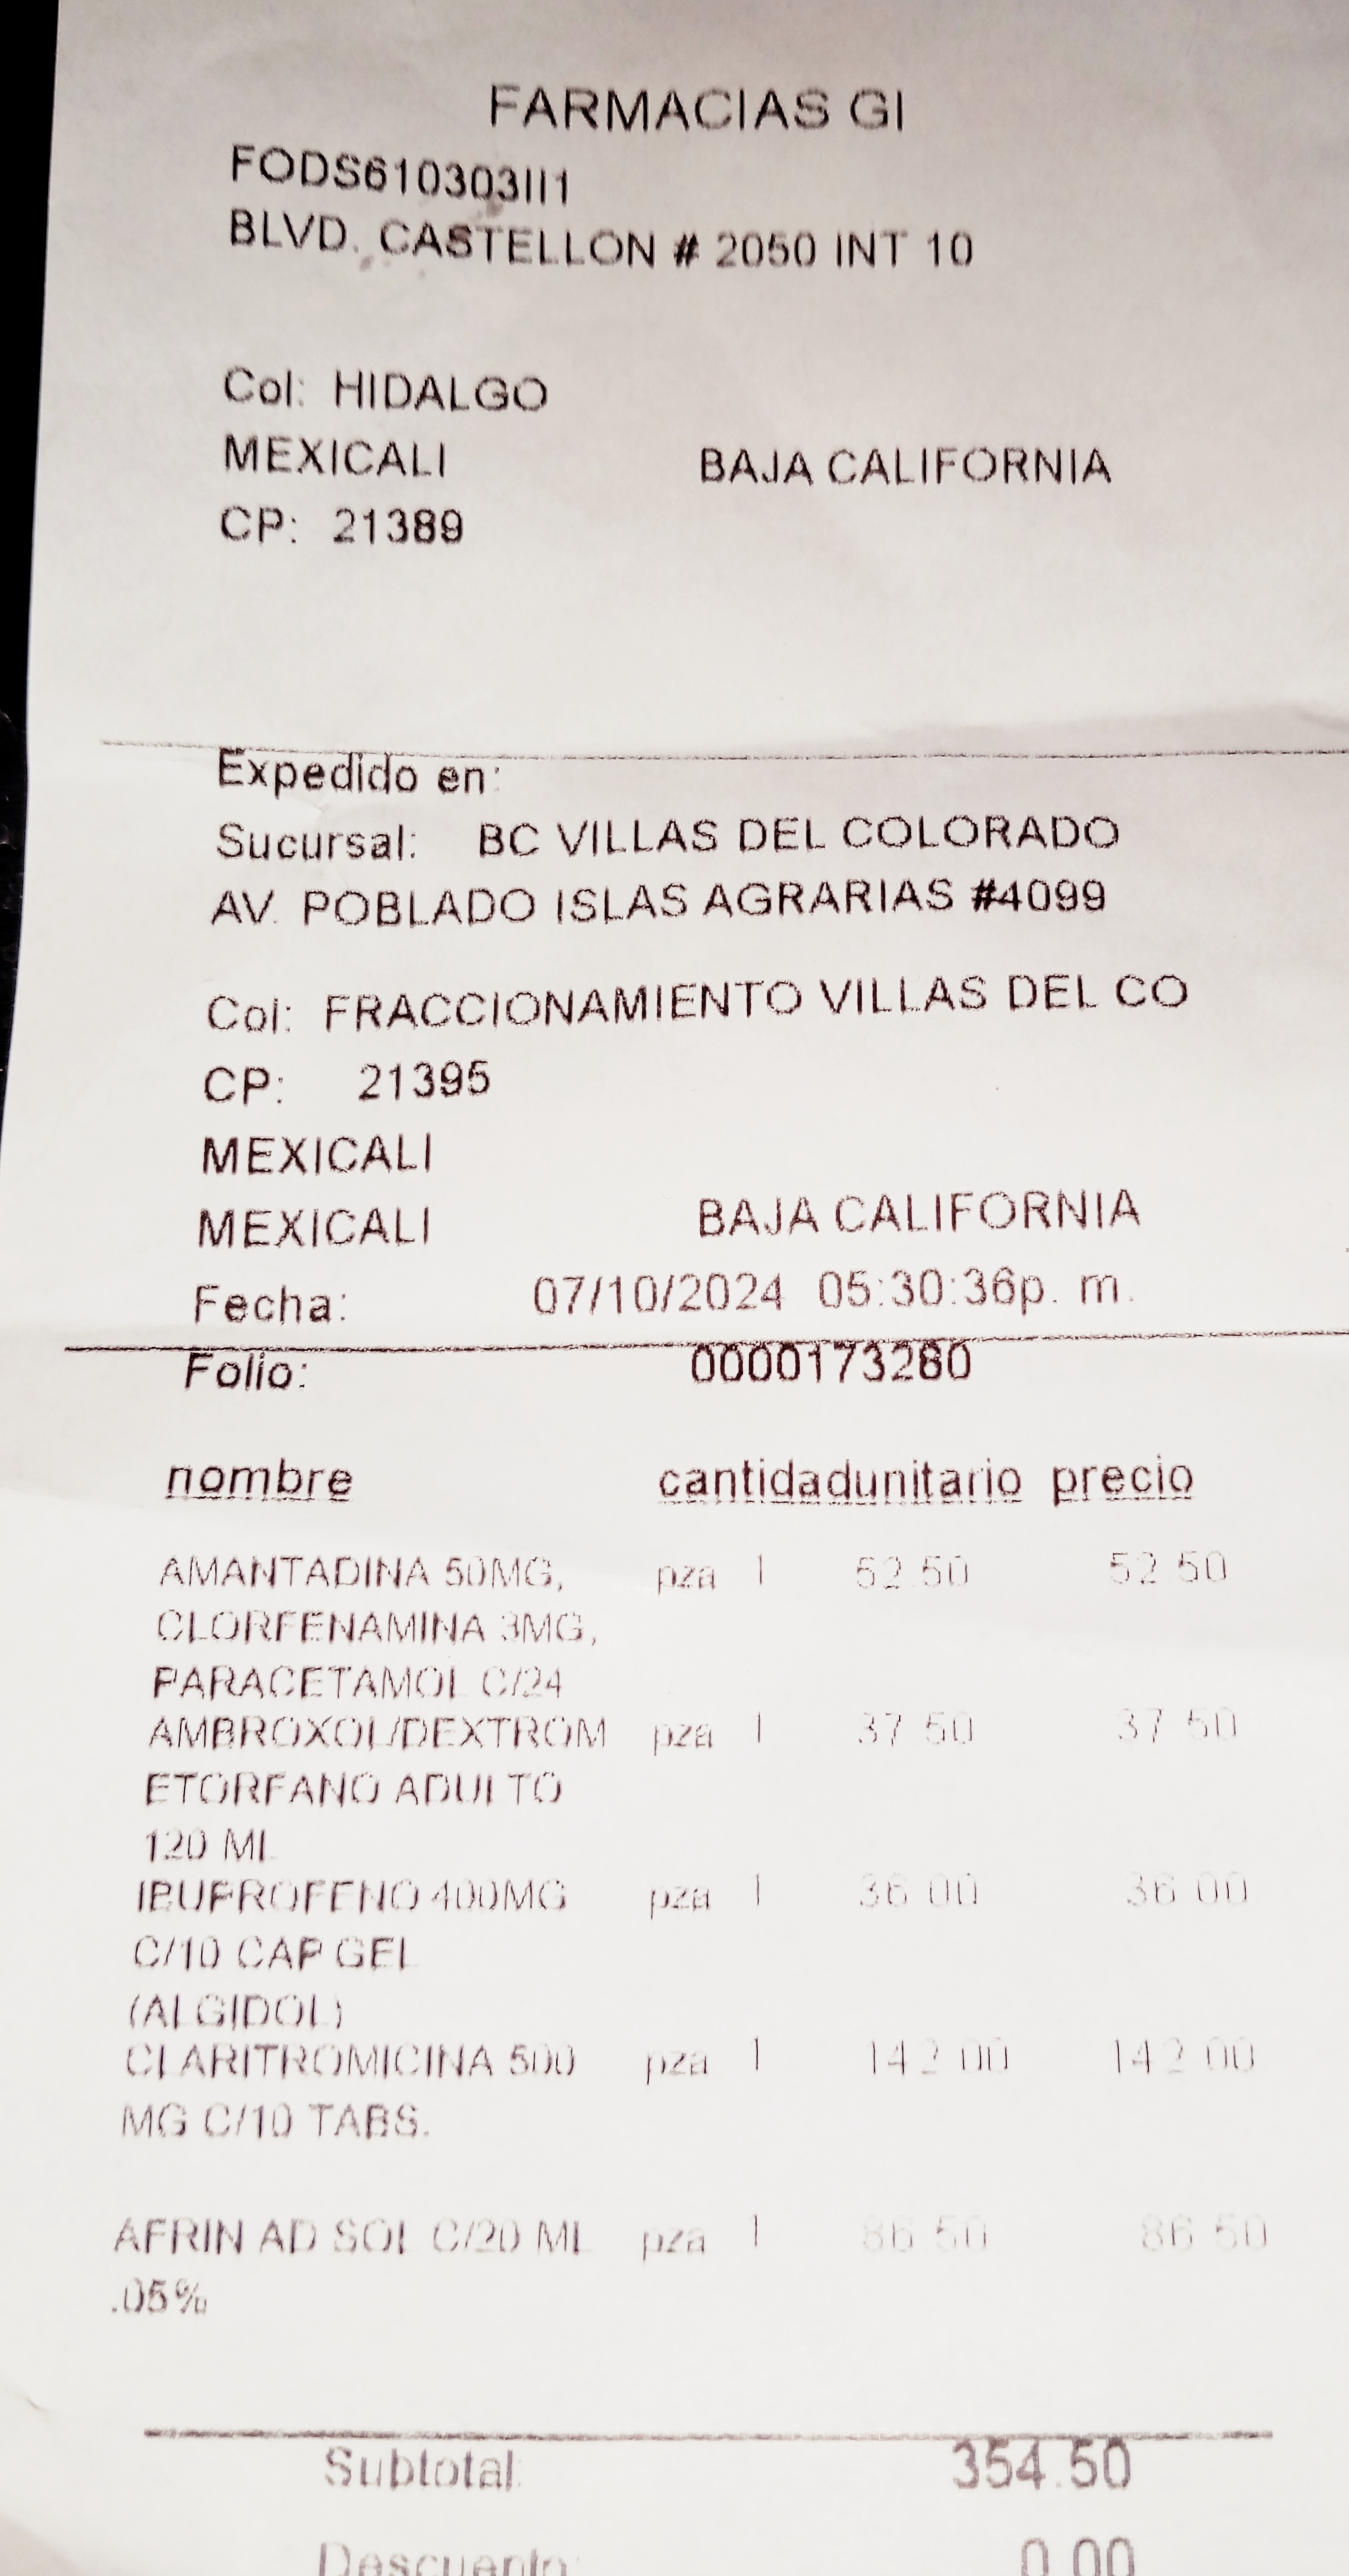 FARMACIAS GI
FODS610303II1
BLVD. CASTELLON # 2050 INT 10
Col: HIDALGO
MEXICALI BAJA CALIFORNIA
CP: 21389
Expedido en:
Sucursal: BC VILLAS DEL COLORADO
AV. POBLADO ISLAS AGRARIAS #4099
Col: FRACCIONAMIENTO VILLAS DEL CO
CP: 21395
MEXICALI
MEXICALI BAJA CALIFORNIA
Fecha: 07/10/2024 05:30:36p. m.
Folio: 0000173280
nombre cantidadunitario precio
AMANTADINA 50MG, pza 1 52.50 52.50
CLORFENAMINA 3MG,
PARACETAMOL C/24
AMBROXOL/DEXTROM pza 1 37.50 37.50
ETORFANO ADULTO
120 ML
IBUPROFENO 400MG pza 1 36.00 36.00
C/10 CAP GEL
(ALGIDOL)
CLARITROMICINA 500 pza 1 142.00 142.00
MG C/10 TABS.
AFRIN AD SOL C/20 ML pza 1 86.50 86.50
.05%
Subtotal: 354.50
Descuento: 0.00